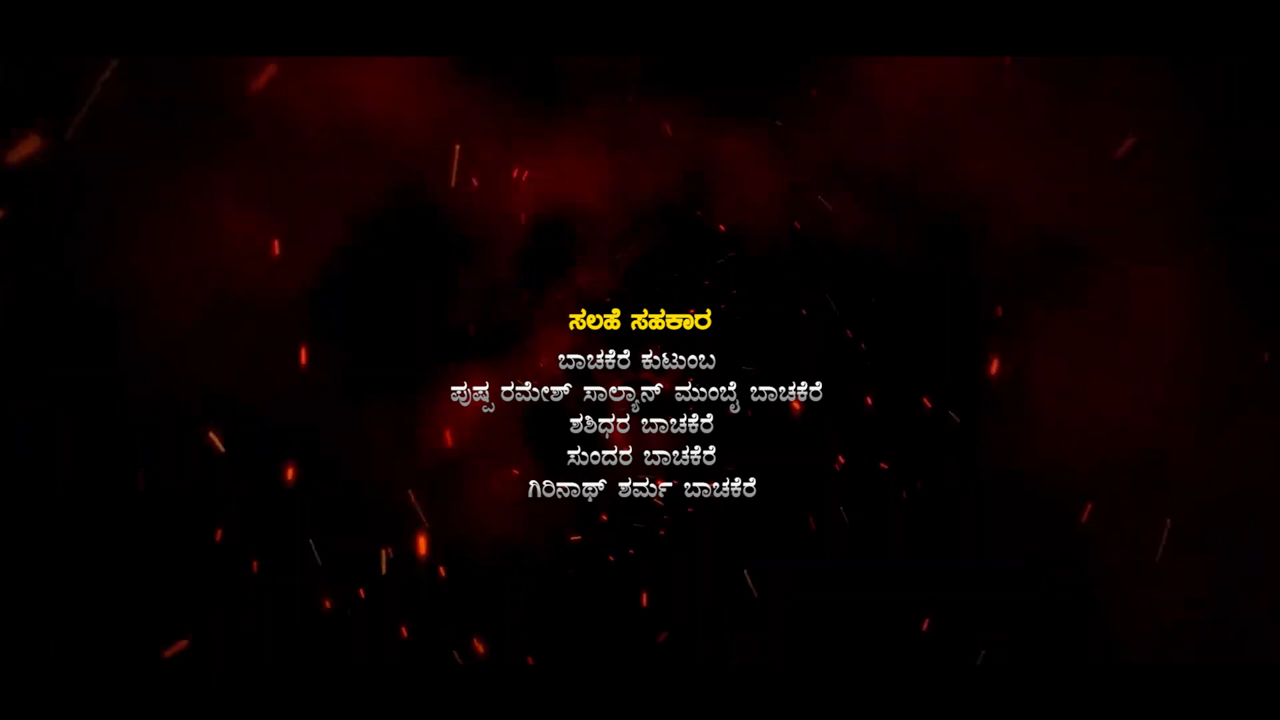 ಸಲಹೆ ಸಹಕಾರ
ಬಾಚಕೆರೆ ಕುಟುಂಬ
ಪುಷ್ಪ ರಮೇಶ್ ಸಾಲ್ಯಾನ್ ಮುಂಬೈ ಬಾಚಕೆರೆ
ಶಶಿಧರ ಬಾಚಕೆರೆ
ಸುಂದರ ಬಾಚಕೆರೆ
ಗಿರಿನಾಥ್ ಶರ್ಮ ಬಾಚಕೆರೆ